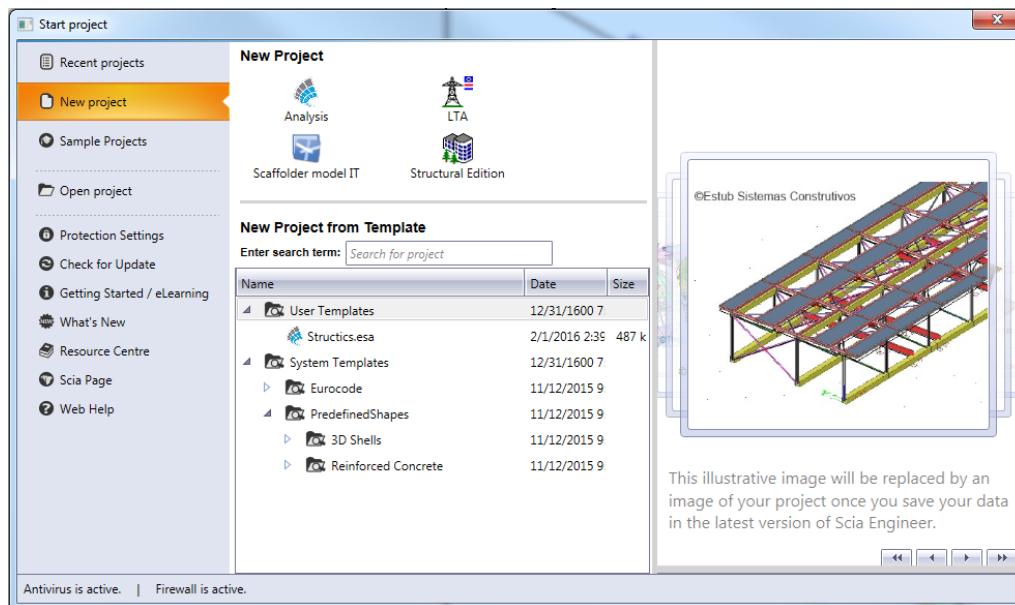 Start project
Recent projects
New project
Sample Projects
Open project
Protection Settings
Check for Update
Getting Started / eLearning
What's New
Resource Centre
Scia Page
Web Help
New Project
Analysis
LTA
Scaffolder model IT
Structural Edition
New Project from Template
Enter search term: Search for project
Name Date Size
User Templates 12/31/1600 7:
Structics.esa 2/1/2016 2:39 487 k
System Templates 12/31/1600 7:
Eurocode 11/12/2015 9
PredefinedShapes 11/12/2015 9
3D Shells 11/12/2015 9
Reinforced Concrete 11/12/2015 9
©Estub Sistemas Construtivos
This illustrative image will be replaced by an
image of your project once you save your data
in the latest version of Scia Engineer.
Antivirus is active. | Firewall is active.